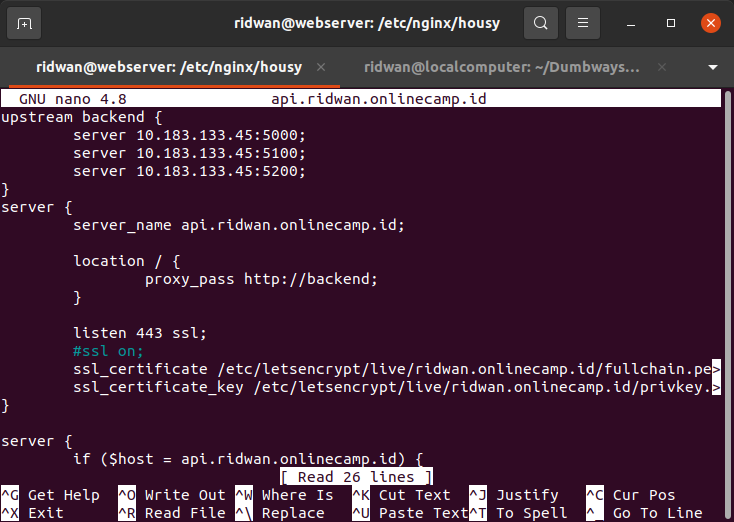 ridwan@webserver: /etc/nginx/housy
ridwan@webserver: /etc/nginx/housy × ridwan@localcomputer: ~/Dumbways... ×
GNU nano 4.8 api.ridwan.onlinecamp.id
upstream backend {
        server 10.183.133.45:5000;
        server 10.183.133.45:5100;
        server 10.183.133.45:5200;
}
server {
        server_name api.ridwan.onlinecamp.id;

        location / {
                proxy_pass http://backend;
        }

        listen 443 ssl;
        #ssl on;
        ssl_certificate /etc/letsencrypt/live/ridwan.onlinecamp.id/fullchain.pe>
        ssl_certificate_key /etc/letsencrypt/live/ridwan.onlinecamp.id/privkey.>
}

server {
        if ($host = api.ridwan.onlinecamp.id) {
[ Read 26 lines ]
^G Get Help ^O Write Out ^W Where Is ^K Cut Text ^J Justify ^C Cur Pos
^X Exit ^R Read File ^\ Replace ^U Paste Text ^T To Spell ^_ Go To Line